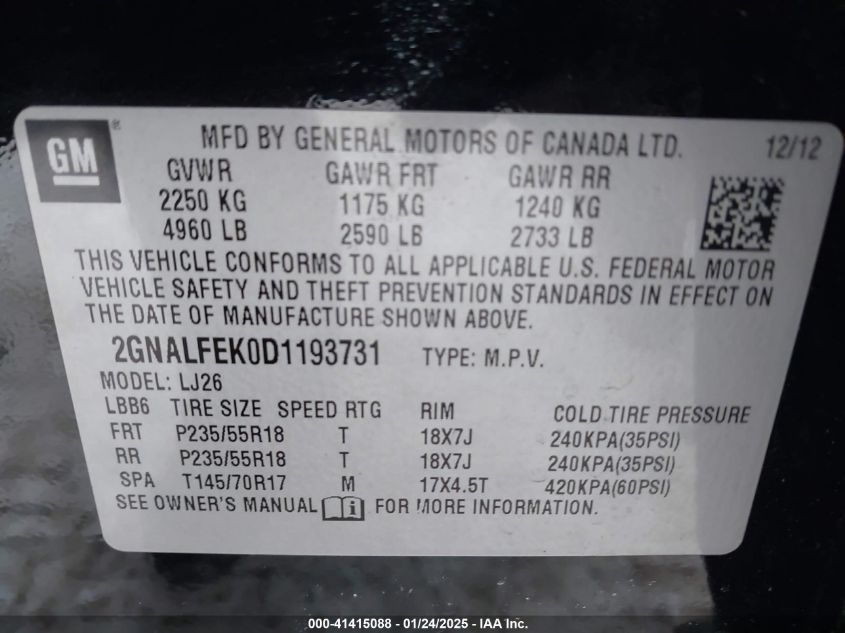 GM® MFD BY GENERAL MOTORS OF CANADA LTD. 12/12
GVWR GAWR FRT GAWR RR
2250 KG 1175 KG 1240 KG
4960 LB 2590 LB 2733 LB
THIS VEHICLE CONFORMS TO ALL APPLICABLE U.S. FEDERAL MOTOR
VEHICLE SAFETY AND THEFT PREVENTION STANDARDS IN EFFECT ON
THE DATE OF MANUFACTURE SHOWN ABOVE.
2GNALFEK0D1193731 TYPE: M.P.V.
MODEL: LJ26
LBB6 TIRE SIZE SPEED RTG RIM COLD TIRE PRESSURE
FRT P235/55R18 T 18X7J 240KPA(35PSI)
RR P235/55R18 T 18X7J 240KPA(35PSI)
SPA T145/70R17 M 17X4.5T 420KPA(60PSI)
SEE OWNER'S MANUAL i FOR MORE INFORMATION.
000-41415088 - 01/24/2025 - IAA Inc.